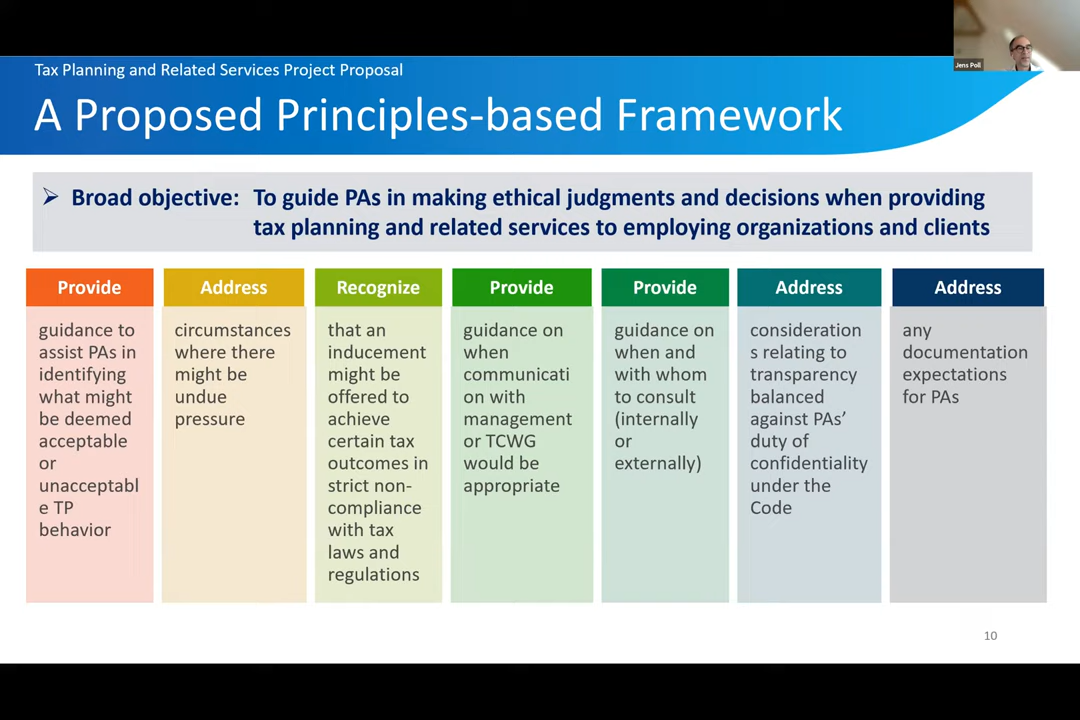 Jens Poll
Tax Planning and Related Services Project Proposal
A Proposed Principles-based Framework
Broad objective: To guide PAs in making ethical judgments and decisions when providing
tax planning and related services to employing organizations and clients
Provide
guidance to
assist PAs in
identifying
what might
be deemed
acceptable
or
unacceptabl
e TP
behavior
Address
circumstances
where there
might be
undue
pressure
Recognize
that an
inducement
might be
offered to
achieve
certain tax
outcomes in
strict non-
compliance
with tax
laws and
regulations
Provide
guidance on
when
communicati
on with
management
or TCWG
would be
appropriate
Provide
guidance on
when and
with whom
to consult
(internally
or
externally)
Address
consideration
s relating to
transparency
balanced
against PAs’
duty of
confidentiality
under the
Code
Address
any
documentation
expectations
for PAs
10